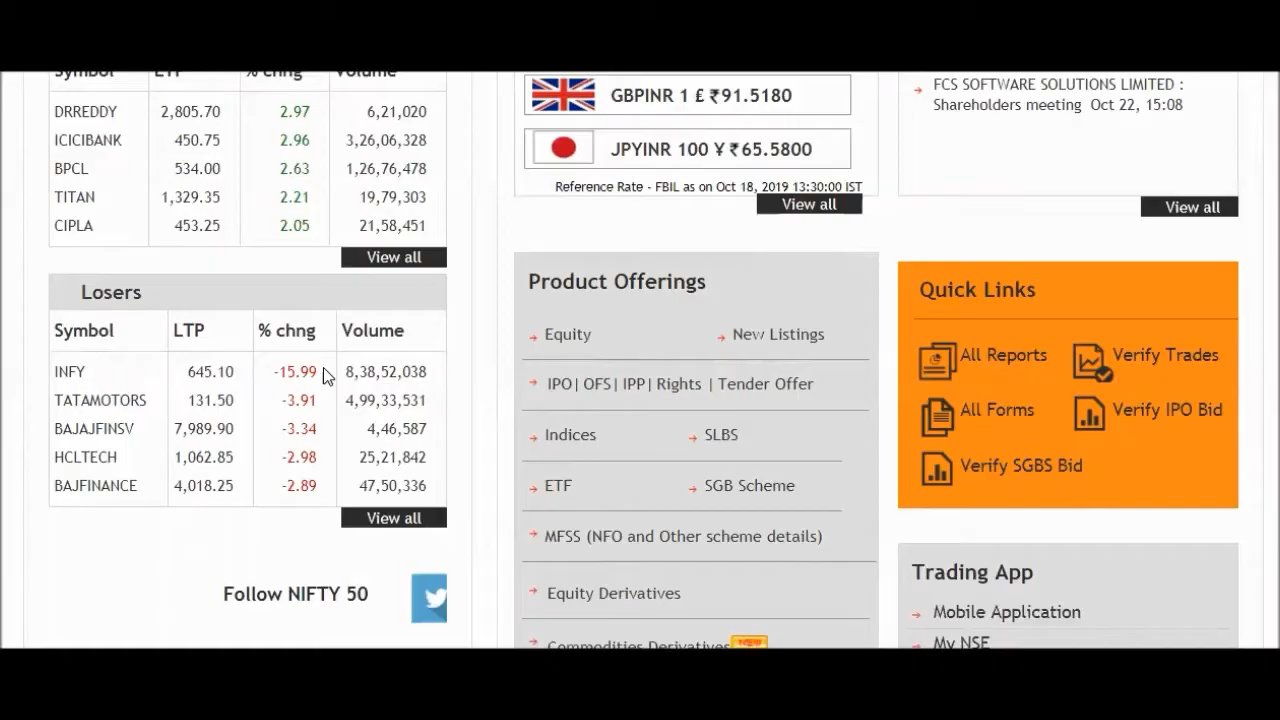 Symbol LTP % chng Volume
DRREDDY 2,805.70 2.97 6,21,020
ICICIBANK 450.75 2.96 3,26,06,328
BPCL 534.00 2.63 1,26,76,478
TITAN 1,329.35 2.21 19,79,303
CIPLA 453.25 2.05 21,58,451
View all
Losers
Symbol LTP % chng Volume
INFY 645.10 -15.99 8,38,52,038
TATAMOTORS 131.50 -3.91 4,99,33,531
BAJAJFINSV 7,989.90 -3.34 4,46,587
HCLTECH 1,062.85 -2.98 25,21,842
BAJFINANCE 4,018.25 -2.89 47,50,336
View all
Follow NIFTY 50
GBPINR 1 £ ₹91.5180
JPYINR 100 ¥ ₹65.5800
Reference Rate - FBIL as on Oct 18, 2019 13:30:00 IST
View all
Product Offerings
Equity New Listings
IPO| OFS| IPP| Rights | Tender Offer
Indices SLBS
ETF SGB Scheme
MFSS (NFO and Other scheme details)
Equity Derivatives
Commodities Derivatives NEW
FCS SOFTWARE SOLUTIONS LIMITED :
Shareholders meeting Oct 22, 15:08
View all
Quick Links
All Reports Verify Trades
All Forms Verify IPO Bid
Verify SGBS Bid
Trading App
Mobile Application
My NSE